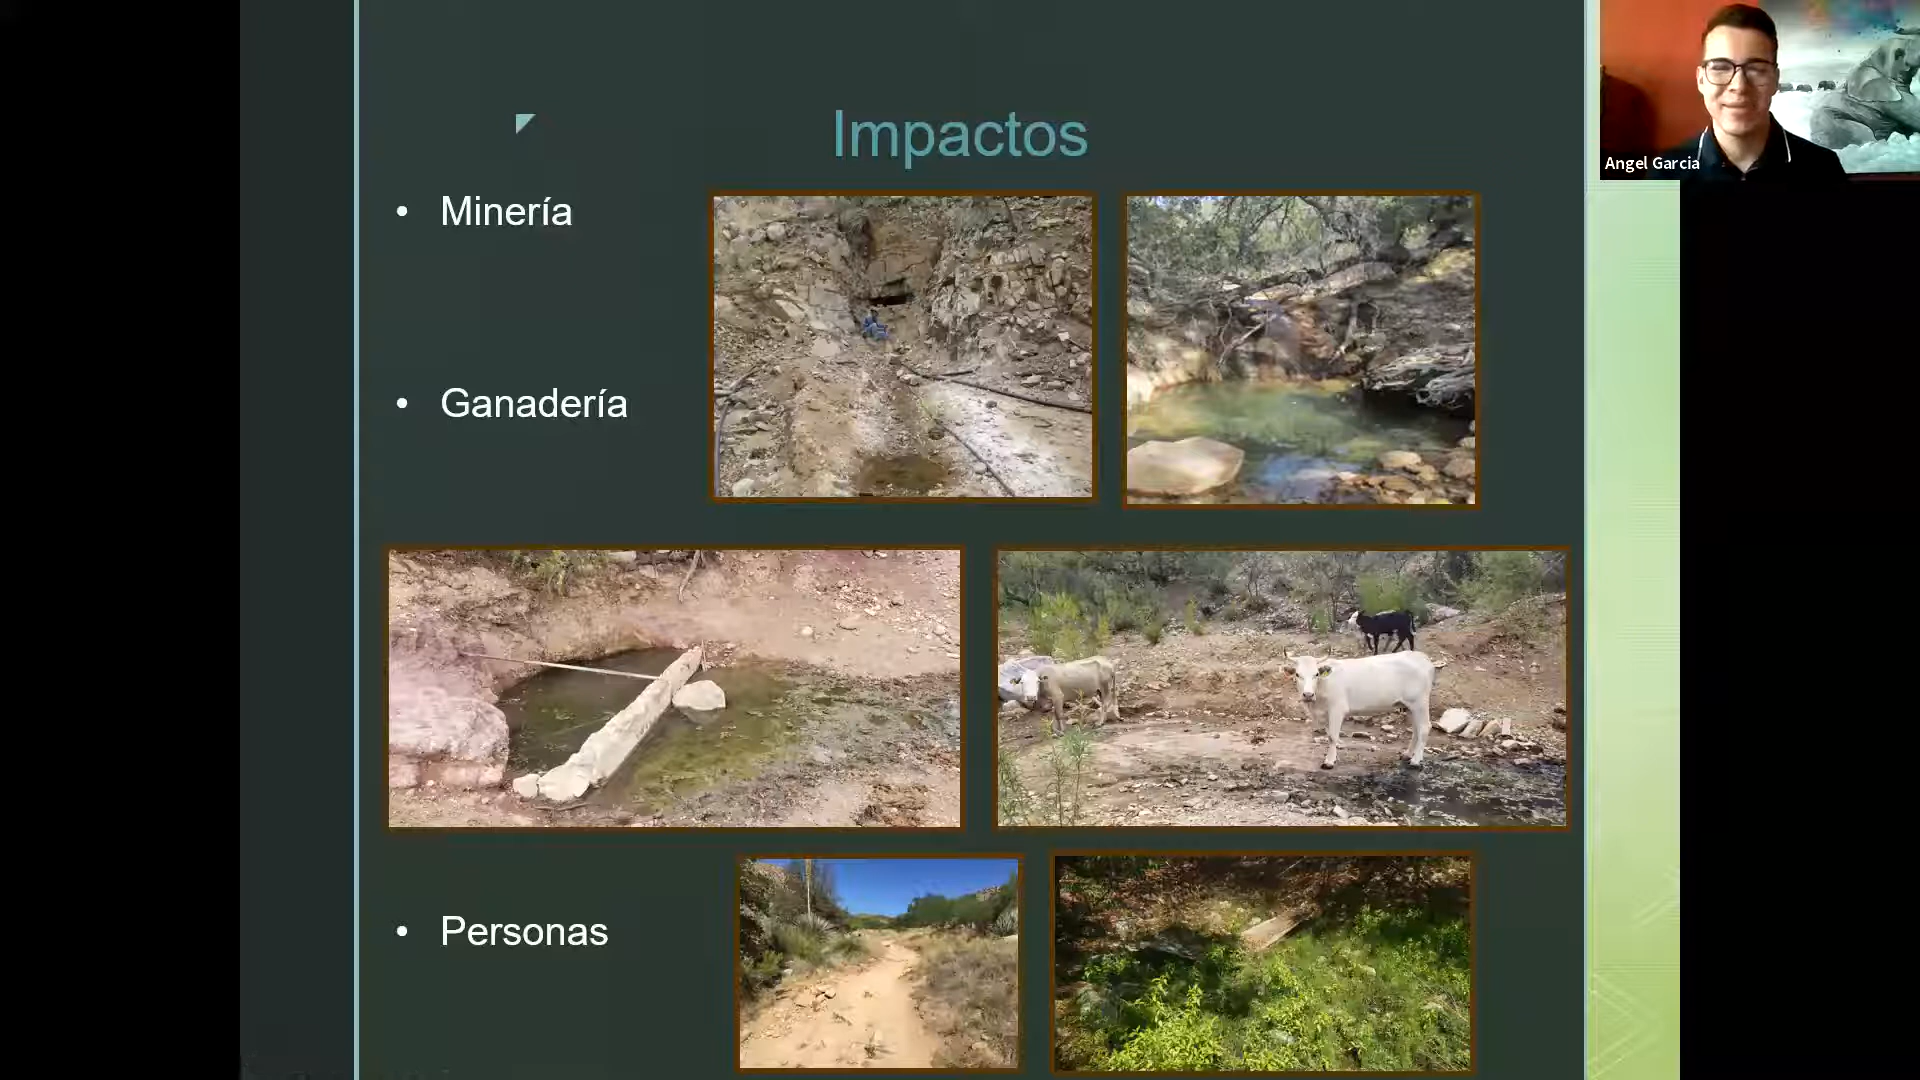 Impactos
• Minería
• Ganadería
• Personas
Angel Garcia